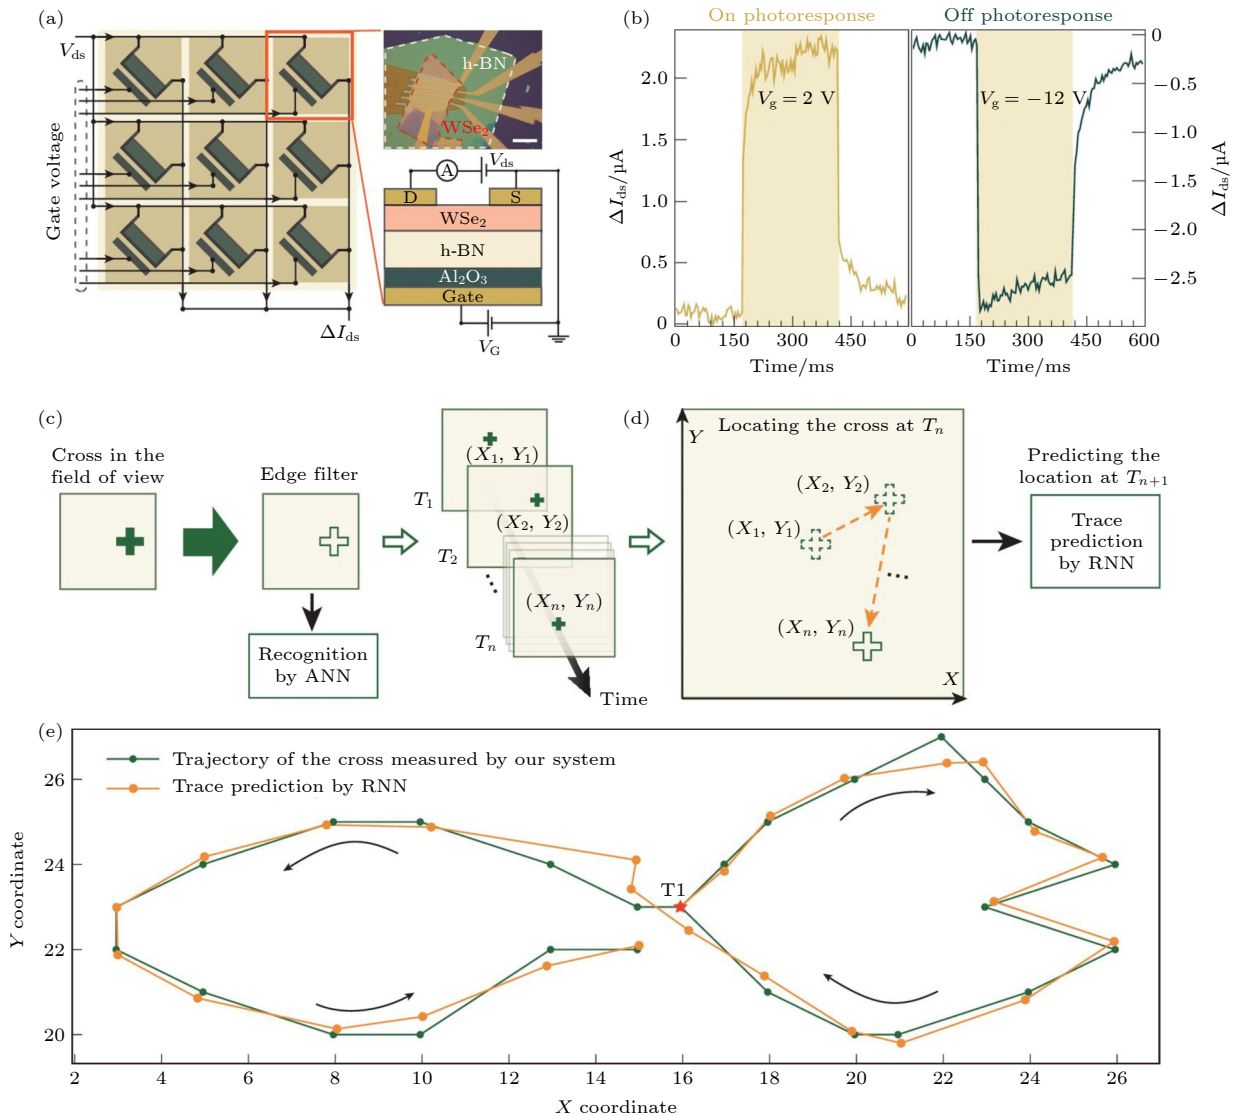 (a)
V_ds
Gate voltage
ΔI_ds
h-BN
WSe₂
A
V_ds
D
S
WSe₂
h-BN
Al₂O₃
Gate
V_G
(b)
On photoresponse
Off photoresponse
V_g = 2 V
V_g = −12 V
ΔI_ds/μA
2.0
1.5
1.0
0.5
0
0
150
300
450
Time/ms
0
−0.5
−1.0
−1.5
−2.0
−2.5
ΔI_ds/μA
0
150
300
450
600
Time/ms
(c)
Cross in the
field of view
Edge filter
Recognition
by ANN
(X₁, Y₁)
T₁
(X₂, Y₂)
T₂
...
(Xₙ, Yₙ)
Tₙ
Time
(d)
Locating the cross at Tₙ
Y
(X₂, Y₂)
(X₁, Y₁)
...
(Xₙ, Yₙ)
X
Predicting the
location at Tₙ₊₁
Trace
prediction
by RNN
(e)
Trajectory of the cross measured by our system
Trace prediction by RNN
T1
Y coordinate
26
24
22
20
2
4
6
8
10
12
14
16
18
20
22
24
26
X coordinate